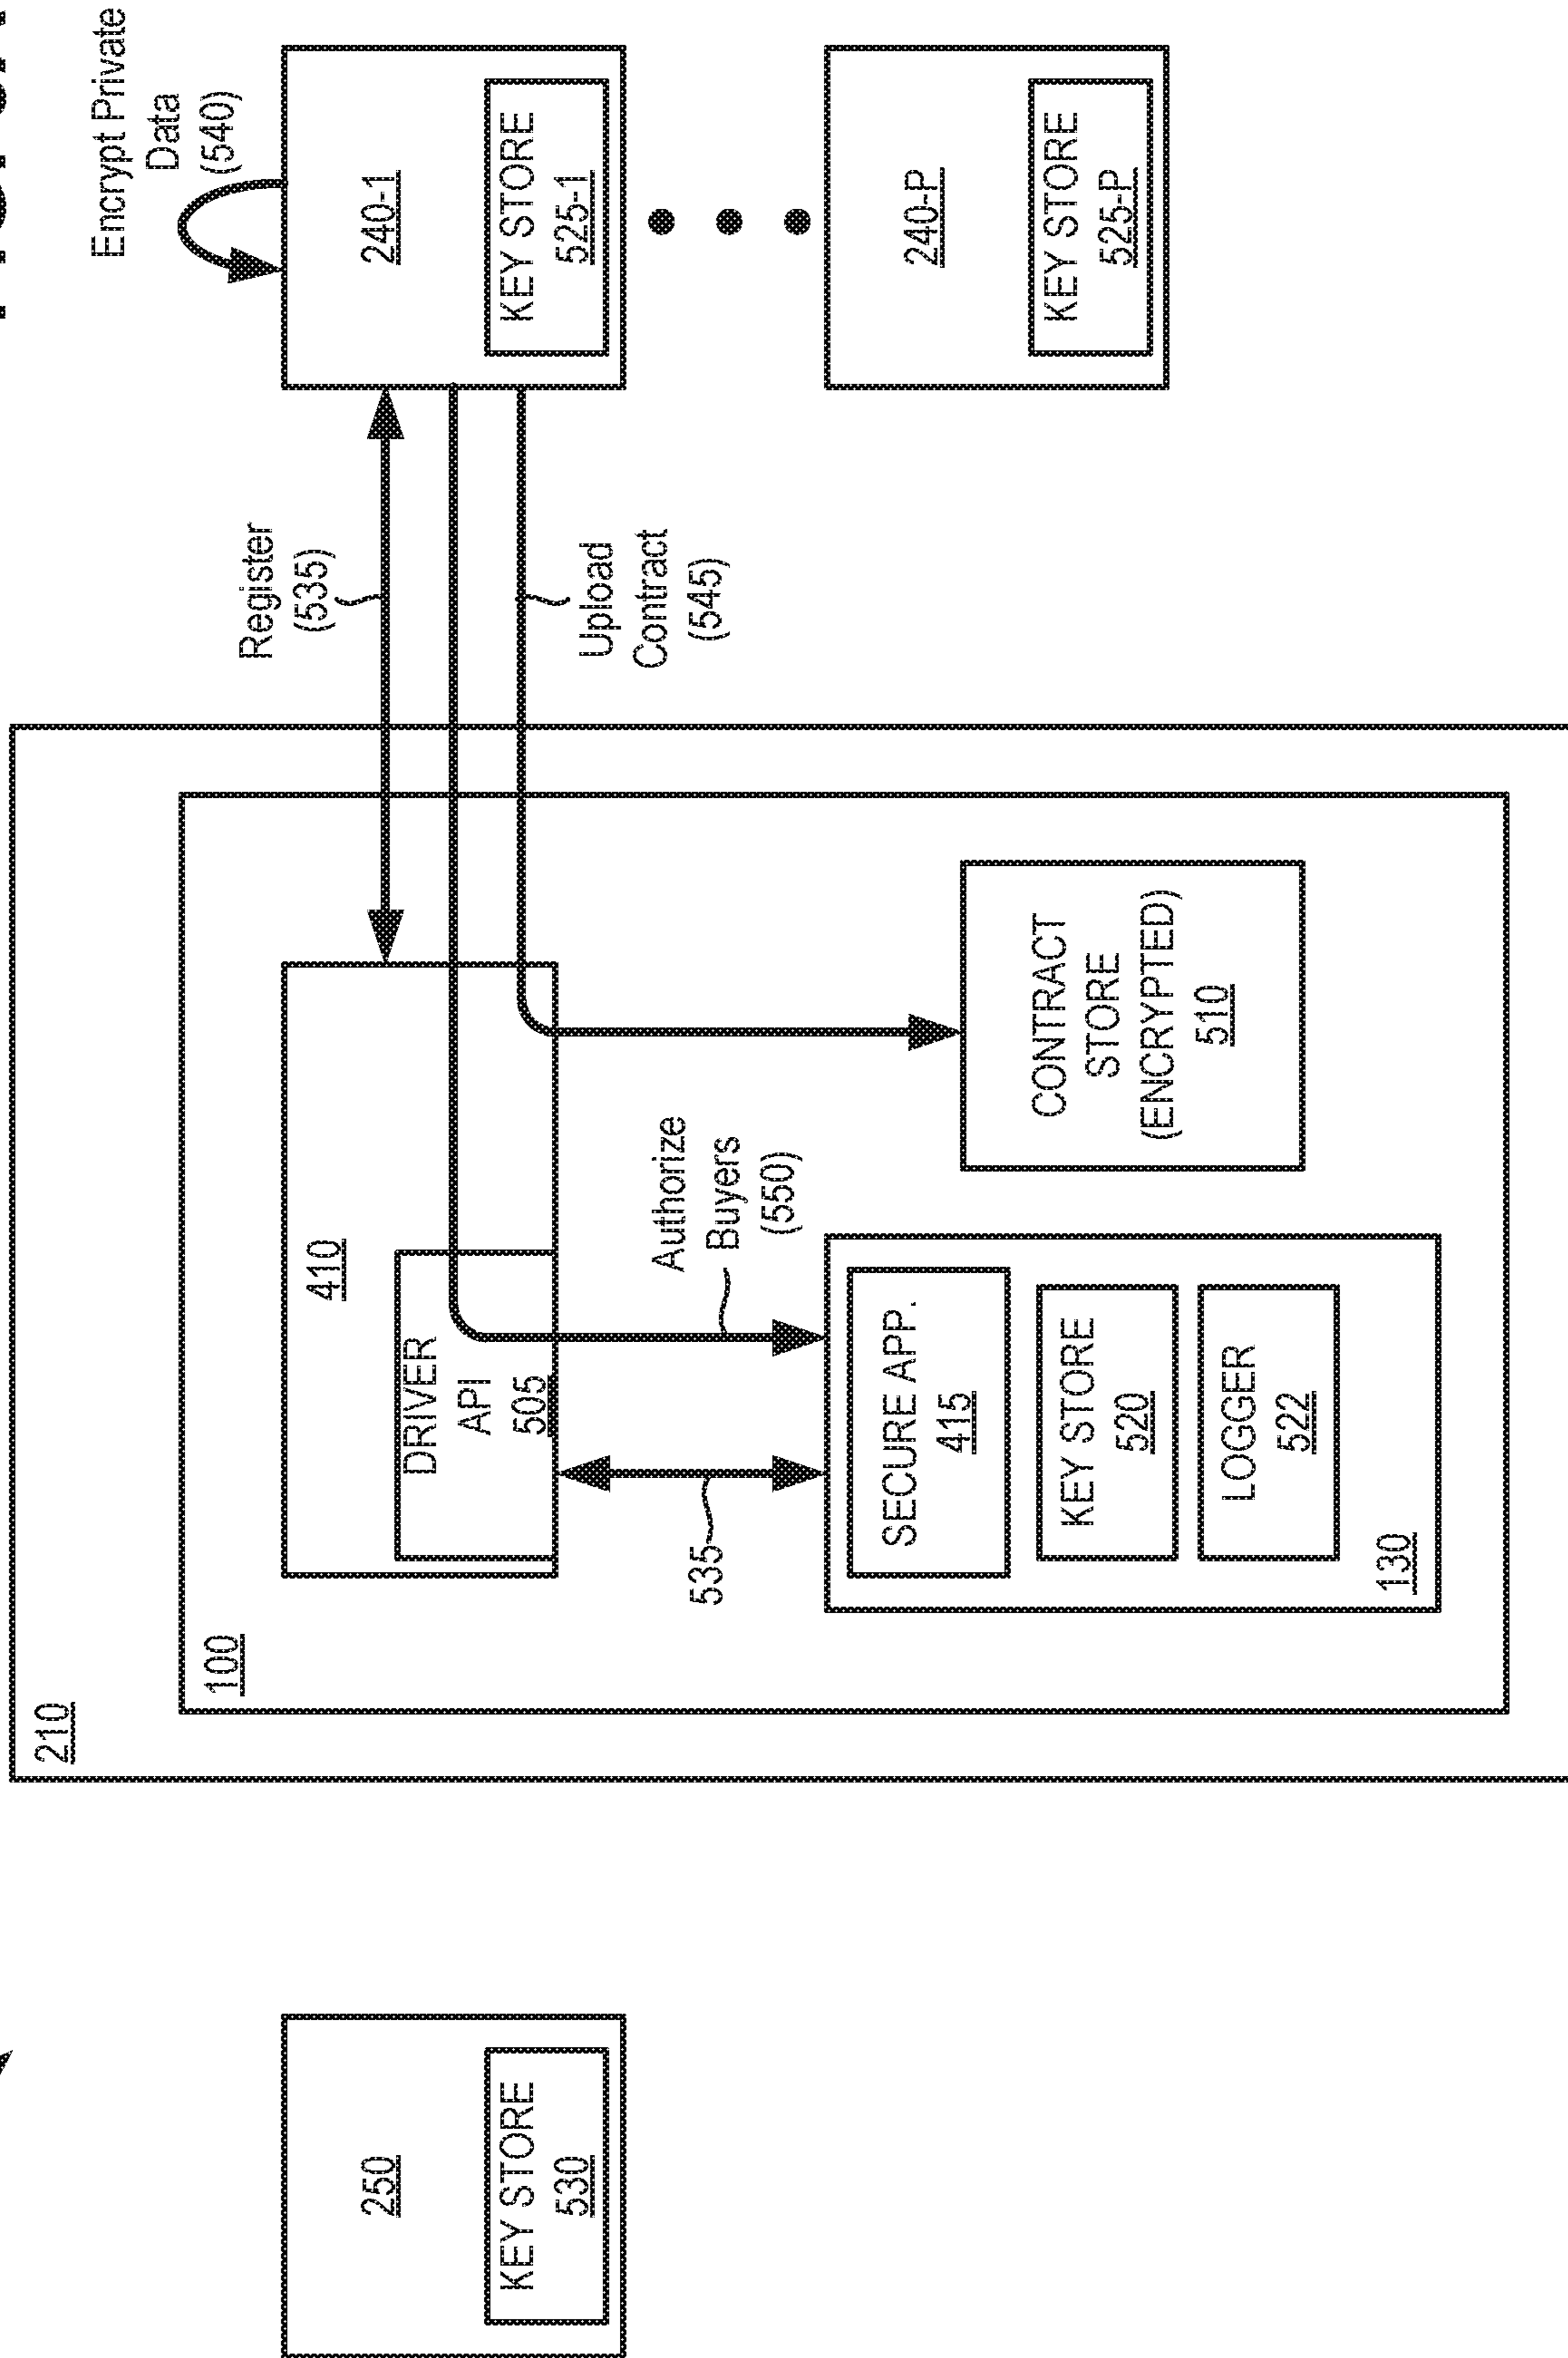 Encrypt Private
Data
(540)
240-1
KEY STORE
525-1
240-P
KEY STORE
525-P
Register
(535)
Upload
Contract
(545)
210
100
410
DRIVER
API
505
Authorize
Buyers
(550)
535
SECURE APP.
415
KEY STORE
520
LOGGER
522
130
CONTRACT
STORE
(ENCRYPTED)
510
250
KEY STORE
530